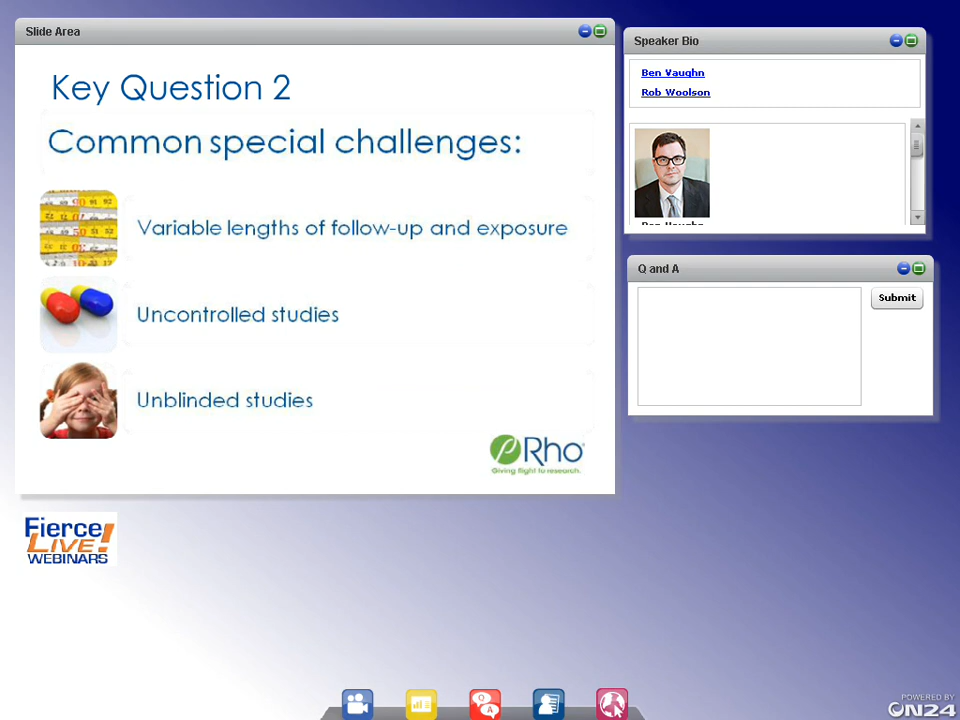 Slide Area
Key Question 2
Common special challenges:
Variable lengths of follow-up and exposure
Uncontrolled studies
Unblinded studies
Rho
Giving flight to research.
Speaker Bio
Ben Vaughn
Rob Woolson
Ben Vaughn
Q and A
Submit
Fierce
LIVE!
WEBINARS
Q
A
POWERED BY
ON24